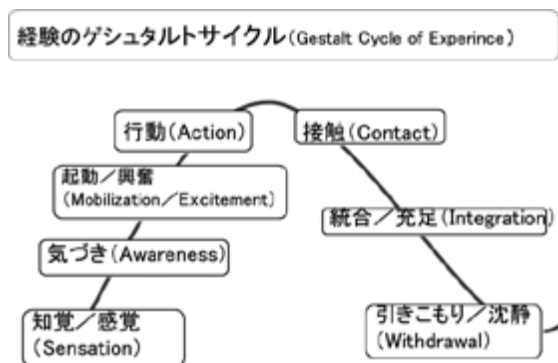 経験のゲシュタルトサイクル(Gestalt Cycle of Experince)
行動(Action)
接触(Contact)
起動／興奮
(Mobilization／Excitement)
統合／充足(Integration)
気づき(Awareness)
知覚／感覚
(Sensation)
引きこもり／沈静
(Withdrawal)